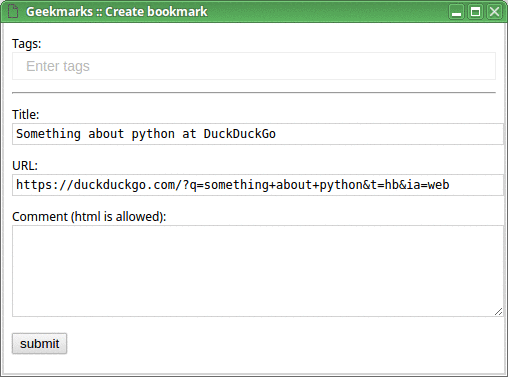 Geekmarks :: Create bookmark
Tags:
Enter tags
Title:
Something about python at DuckDuckGo
URL:
https://duckduckgo.com/?q=something+about+python&t=hb&ia=web
Comment (html is allowed):
submit